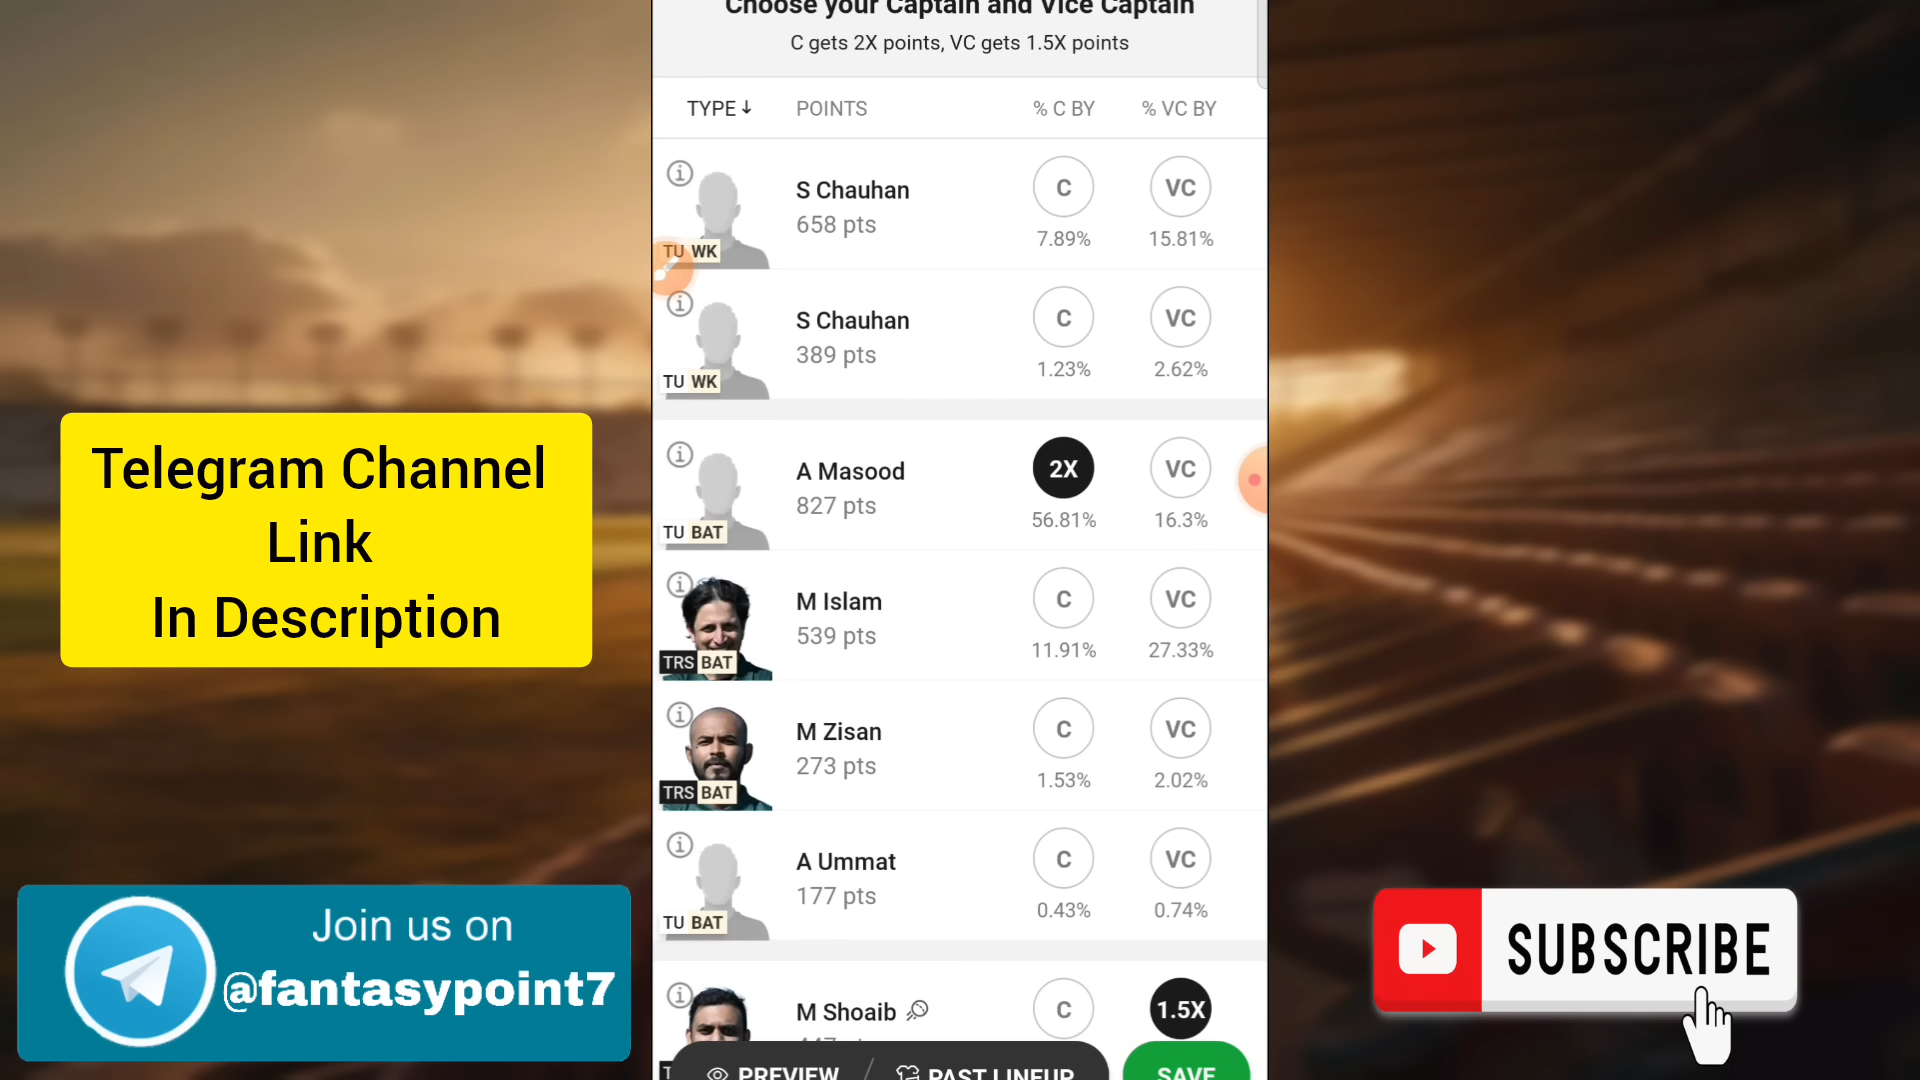 Choose your Captain and Vice Captain
C gets 2X points, VC gets 1.5X points
TYPE↓ POINTS % C BY % VC BY
S Chauhan C VC
658 pts 7.89% 15.81%
TU WK
S Chauhan C VC
389 pts 1.23% 2.62%
TU WK
A Masood 2X VC
827 pts 56.81% 16.3%
TU BAT
M Islam C VC
539 pts 11.91% 27.33%
TRS BAT
M Zisan C VC
273 pts 1.53% 2.02%
TRS BAT
A Ummat C VC
177 pts 0.43% 0.74%
TU BAT
M Shoaib C 1.5X
PREVIEW / PAST LINEUP SAVE
Telegram Channel
Link
In Description
Join us on
@fantasypoint7
SUBSCRIBE